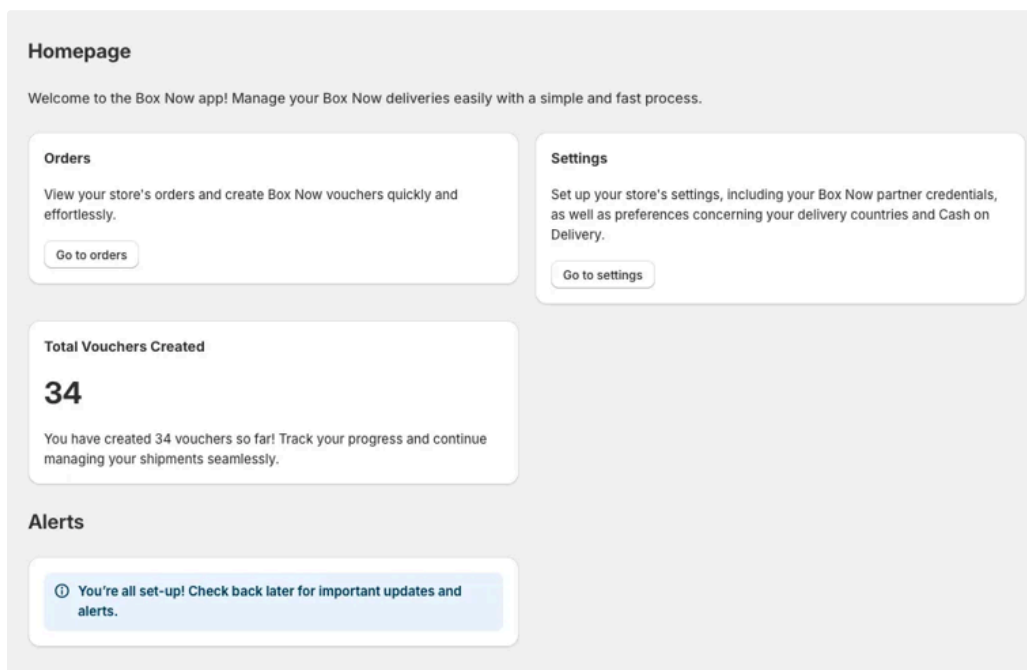 Homepage
Welcome to the Box Now app! Manage your Box Now deliveries easily with a simple and fast process.
Orders
View your store's orders and create Box Now vouchers quickly and
effortlessly.
Go to orders
Settings
Set up your store's settings, including your Box Now partner credentials,
as well as preferences concerning your delivery countries and Cash on
Delivery.
Go to settings
Total Vouchers Created
34
You have created 34 vouchers so far! Track your progress and continue
managing your shipments seamlessly.
Alerts
You're all set-up! Check back later for important updates and
alerts.